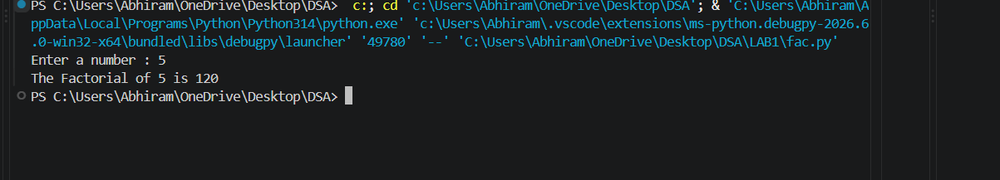 PS C:\Users\Abhiram\OneDrive\Desktop\DSA>  c:; cd 'c:\Users\Abhiram\OneDrive\Desktop\DSA'; & 'C:\Users\Abhiram\A
ppData\Local\Programs\Python\Python314\python.exe' 'c:\Users\Abhiram\.vscode\extensions\ms-python.debugpy-2026.6
.0-win32-x64\bundled\libs\debugpy\launcher' '49780' '--' 'C:\Users\Abhiram\OneDrive\Desktop\DSA\LAB1\fac.py'
Enter a number : 5
The Factorial of 5 is 120
PS C:\Users\Abhiram\OneDrive\Desktop\DSA>